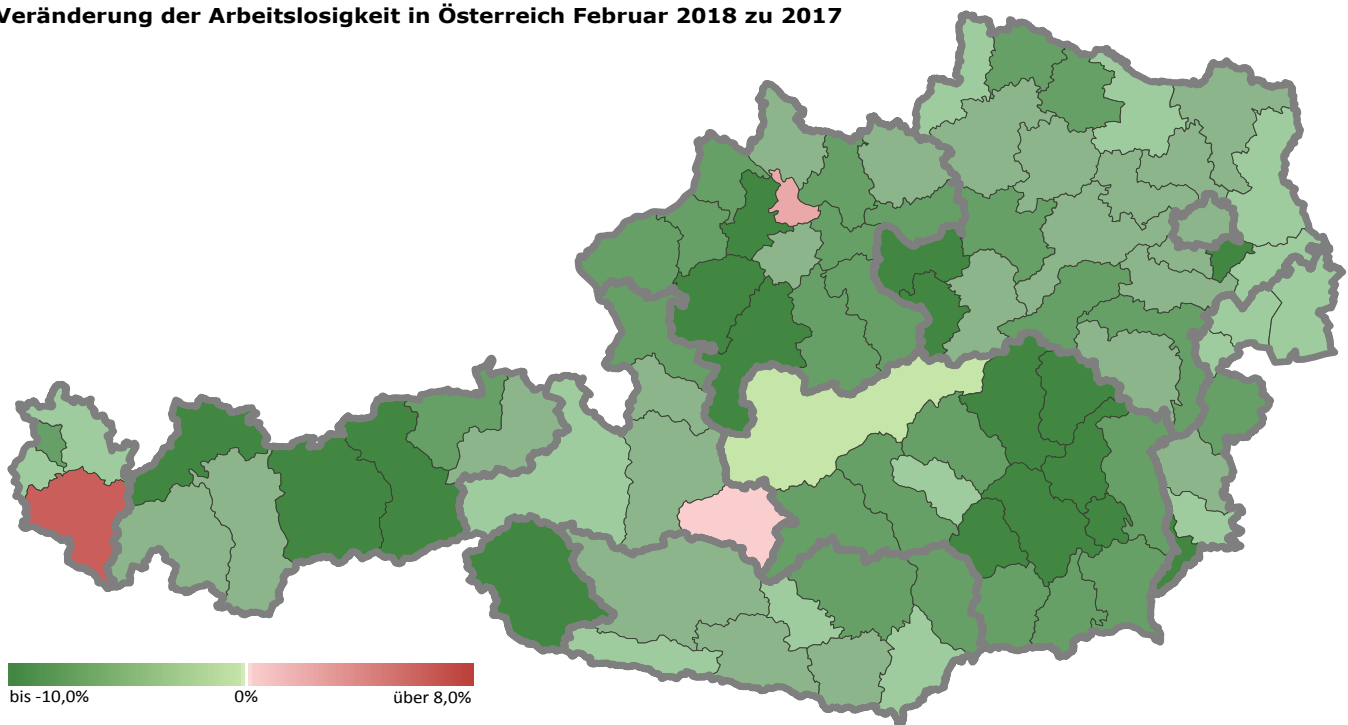 Veränderung der Arbeitslosigkeit in Österreich Februar 2018 zu 2017
bis -10,0% 0% über 8,0%